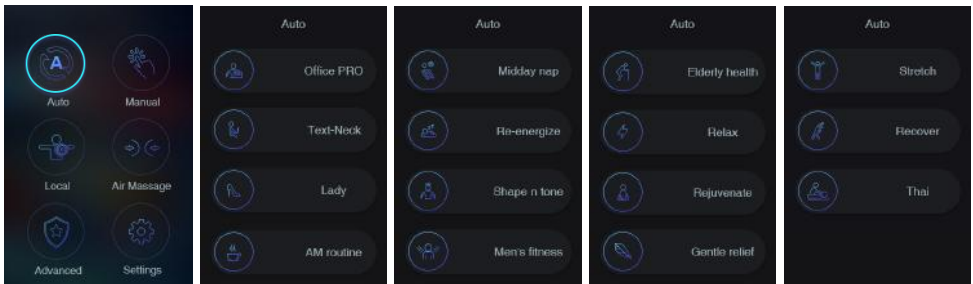 A
Auto
Manual
Local
Air Massage
Advanced
Settings
Auto
Office PRO
Text-Neck
Lady
AM routine
Auto
Midday nap
Re-energize
Shape n tone
Men's fitness
Auto
Elderly health
Relax
Rejuvenate
Gentle relief
Auto
Stretch
Recover
Thai